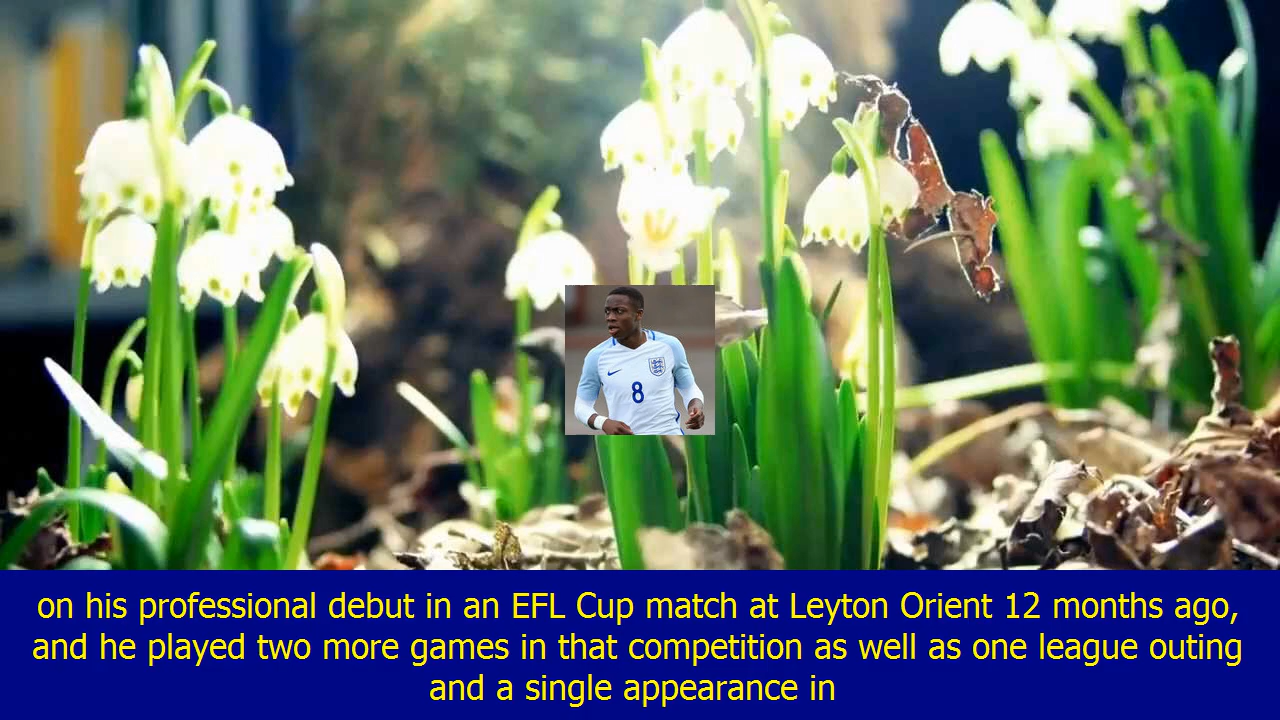 8
on his professional debut in an EFL Cup match at Leyton Orient 12 months ago,
and he played two more games in that competition as well as one league outing
and a single appearance in